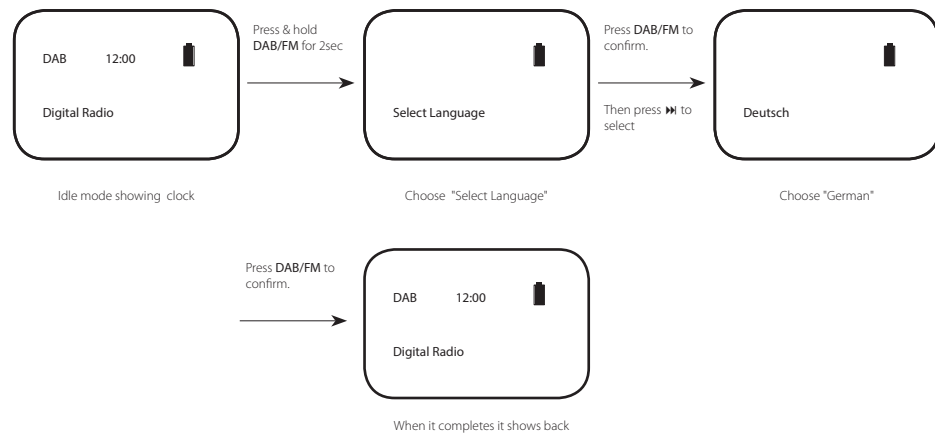 Press & hold
DAB/FM for 2sec
Press DAB/FM to
confirm.
DAB 12:00
Digital Radio
Select Language
Then press ⏭ to
select
Deutsch
Idle mode showing clock
Choose "Select Language"
Choose "German"
Press DAB/FM to
confirm.
DAB 12:00
Digital Radio
When it completes it shows back